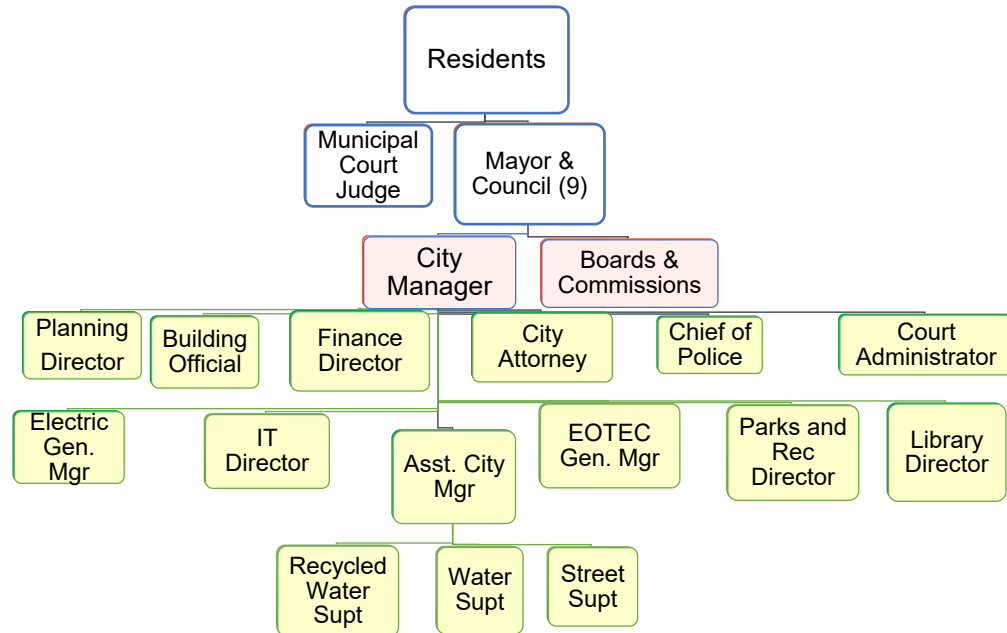 Residents
Municipal
Court
Judge
Mayor &
Council (9)
City
Manager
Boards &
Commissions
Planning
Director
Building
Official
Finance
Director
City
Attorney
Chief of
Police
Court
Administrator
Electric
Gen.
Mgr
IT
Director
Asst. City
Mgr
EOTEC
Gen. Mgr
Parks and
Rec
Director
Library
Director
Recycled
Water
Supt
Water
Supt
Street
Supt